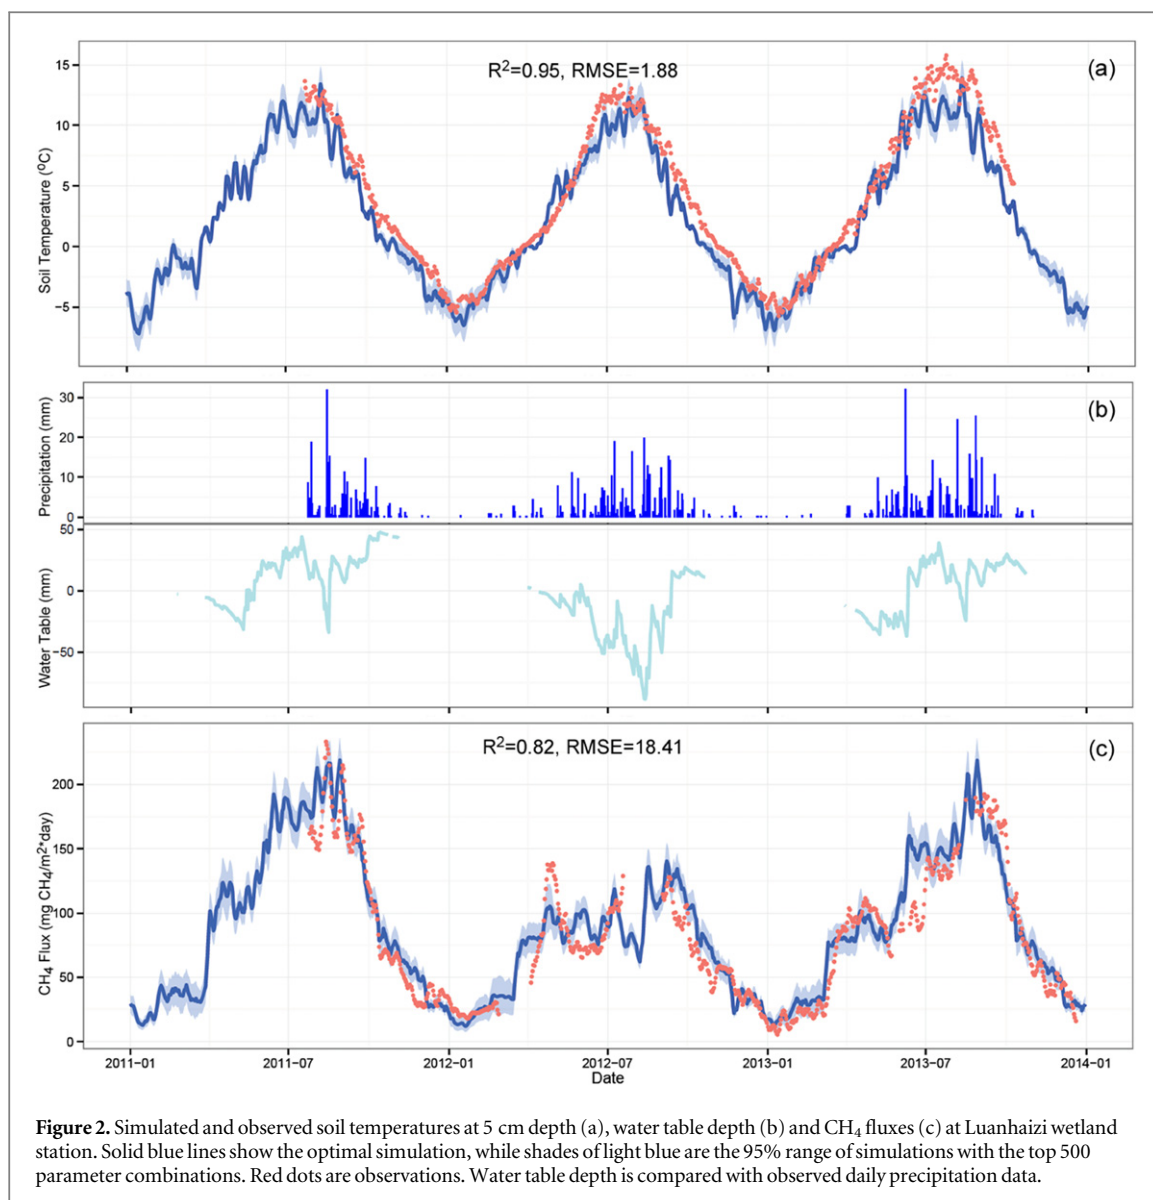 R²=0.95, RMSE=1.88
(a)
Soil Temperature (⁰C)
15
10
5
0
−5
(b)
Precipitation (mm)
30
20
10
0
Water Table (mm)
50
0
−50
R²=0.82, RMSE=18.41
(c)
CH₄ Flux (mg CH₄/m²*day)
200
150
100
50
0
2011−01 2011−07 2012−01 2012−07 2013−01 2013−07 2014−01
Date
Figure 2. Simulated and observed soil temperatures at 5 cm depth (a), water table depth (b) and CH₄ fluxes (c) at Luanhaizi wetland
station. Solid blue lines show the optimal simulation, while shades of light blue are the 95% range of simulations with the top 500
parameter combinations. Red dots are observations. Water table depth is compared with observed daily precipitation data.